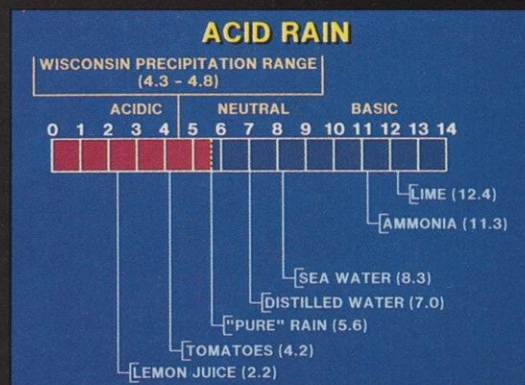 ACID RAIN
WISCONSIN PRECIPITATION RANGE
(4.3 - 4.8)
ACIDIC NEUTRAL BASIC
0 1 2 3 4 5 6 7 8 9 10 11 12 13 14
LIME (12.4)
AMMONIA (11.3)
SEA WATER (8.3)
DISTILLED WATER (7.0)
"PURE" RAIN (5.6)
TOMATOES (4.2)
LEMON JUICE (2.2)